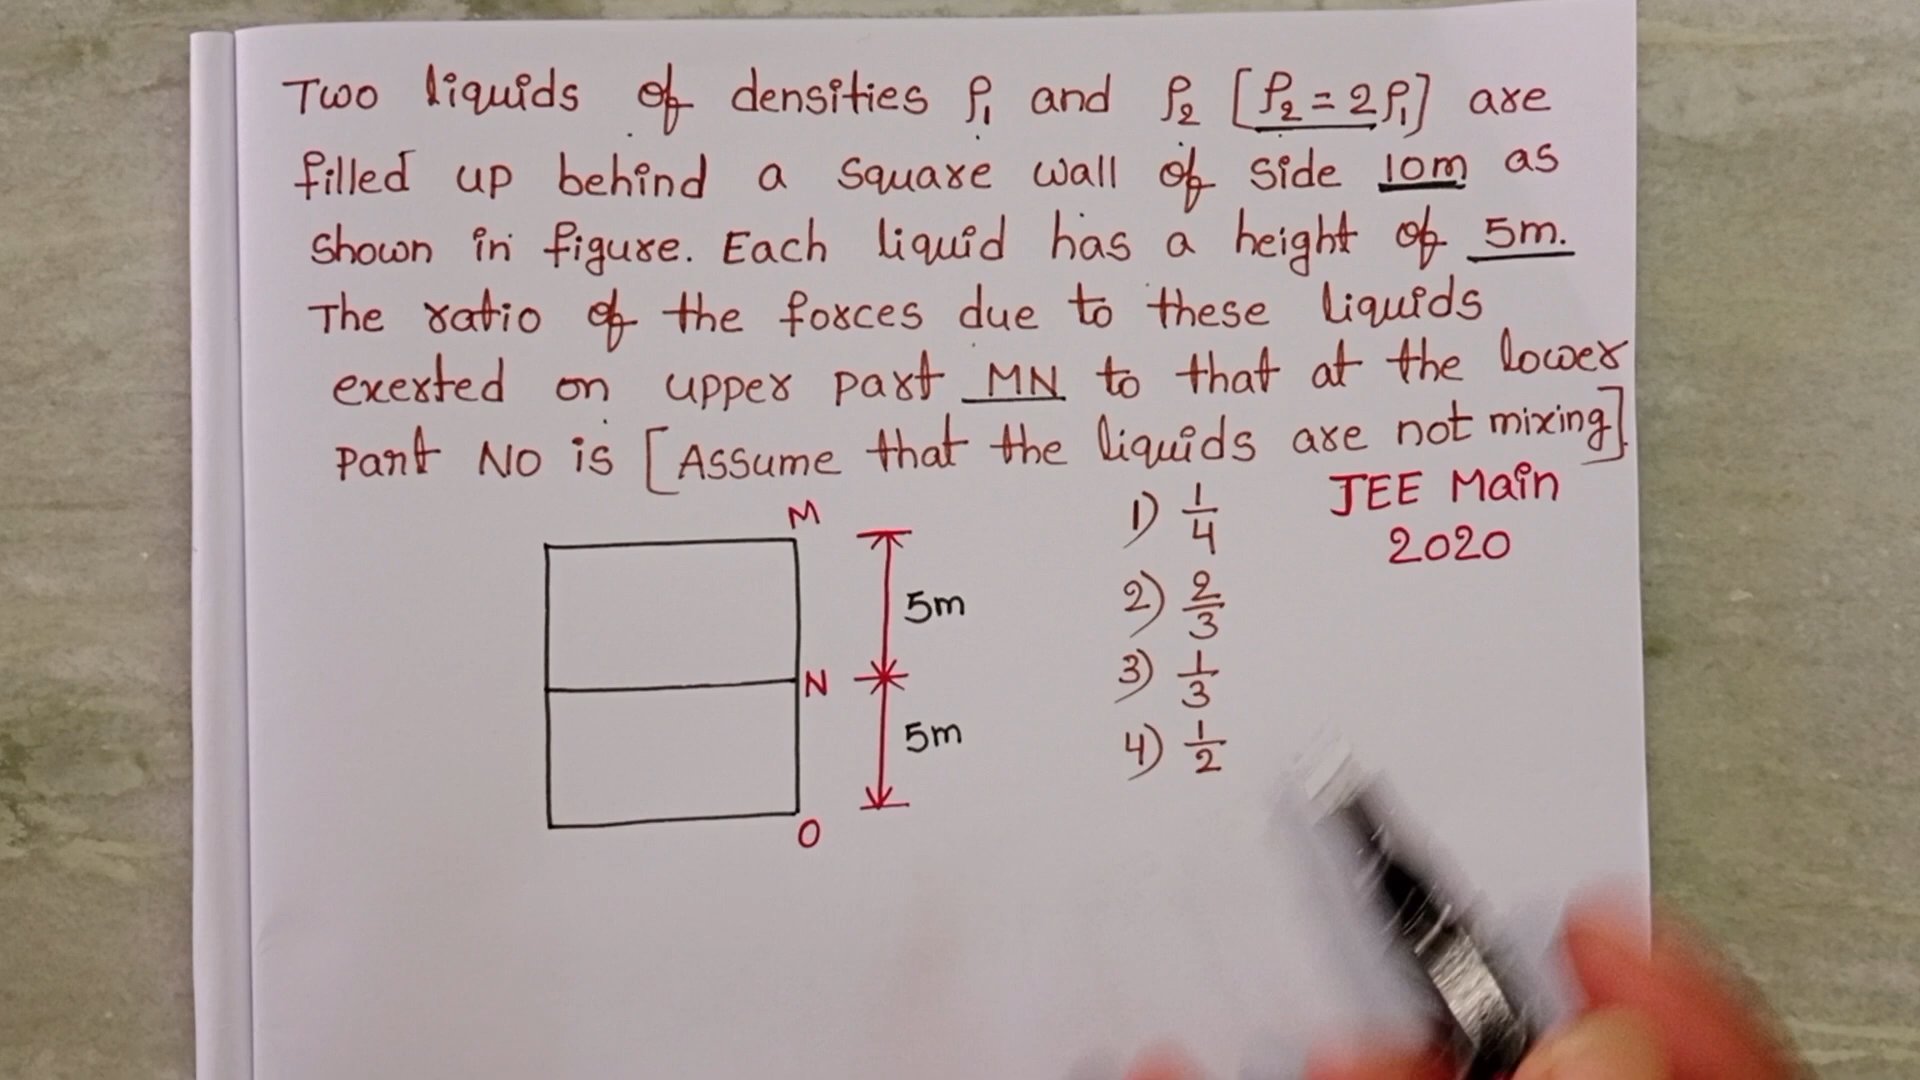 Two liquids of densities ρ₁ and ρ₂ [ρ₂ = 2ρ₁] are
filled up behind a square wall of side 10m as
shown in figure. Each liquid has a height of 5m.
The ratio of the forces due to these liquids
exerted on upper part MN to that at the lower
part NO is [Assume that the liquids are not mixing]
JEE Main
2020
M
5m
N
5m
O
1) 1/4
2) 2/3
3) 1/3
4) 1/2